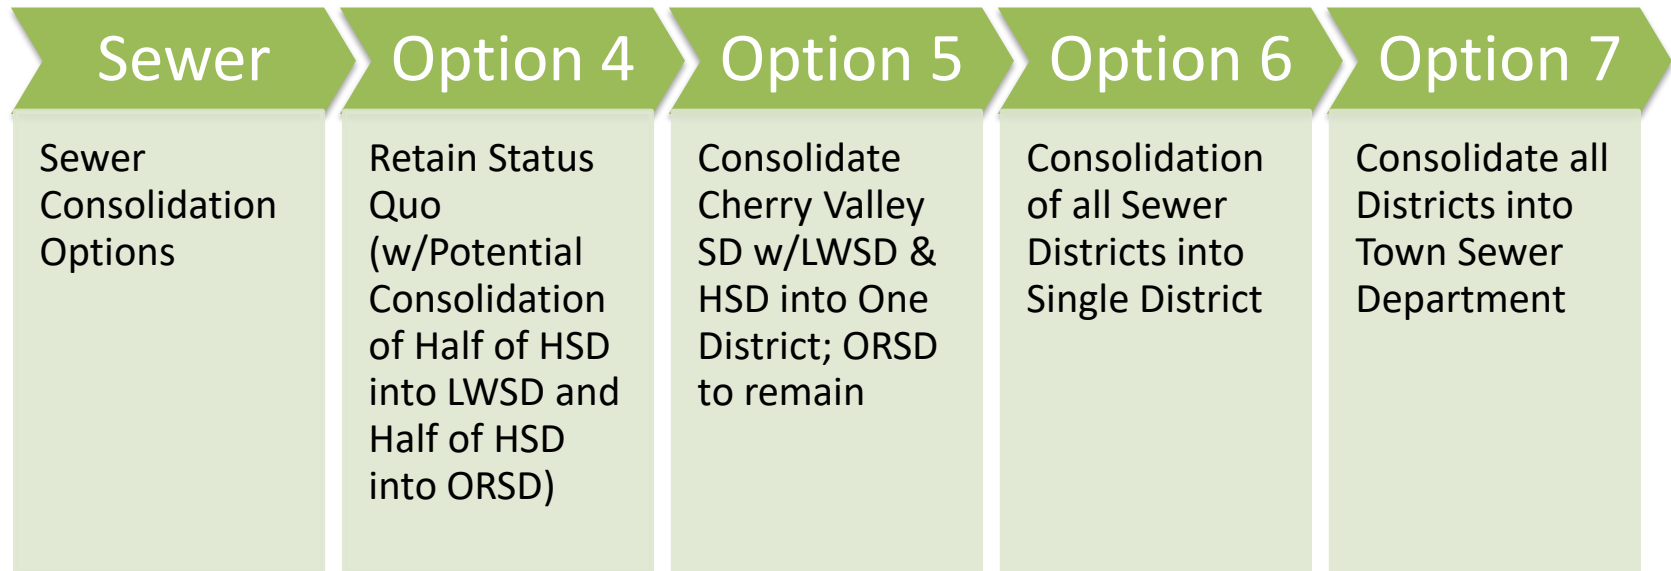 Sewer
Option 4
Option 5
Option 6
Option 7
Sewer
Consolidation
Options
Retain Status
Quo
(w/Potential
Consolidation
of Half of HSD
into LWSD and
Half of HSD
into ORSD)
Consolidate
Cherry Valley
SD w/LWSD &
HSD into One
District; ORSD
to remain
Consolidation
of all Sewer
Districts into
Single District
Consolidate all
Districts into
Town Sewer
Department